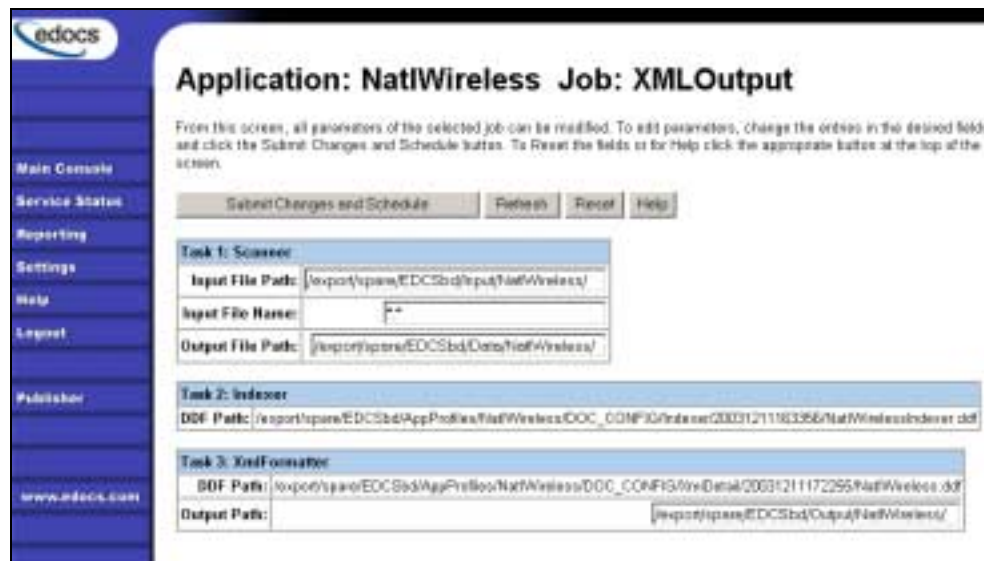 edocs
Application: NatlWireless Job: XMLOutput
From this screen, all parameters of the selected job can be modified. To edit parameters, change the entries in the desired fields
and click the Submit Changes and Schedule button. To Reset the fields or for Help click the appropriate button at the top of the
screen.
Main Console
Service Status
Reporting
Settings
Help
Logout
Publisher
www.edocs.com
Submit Changes and Schedule Refresh Reset Help
Task 1: Scanner
Input File Path: /export/spare/EDCSbd/Input/NatlWireless/
Input File Name:
Output File Path: /export/spare/EDCSbd/Data/NatlWireless/
Task 2: Indexer
DDF Path: /export/spare/EDCSbd/AppProfiles/NatlWireless/DOC_CONFIG/Indexer/20031211163356/NatlWirelessIndexer.ddf
Task 3: XmlFormatter
DDF Path: /export/spare/EDCSbd/AppProfiles/NatlWireless/DOC_CONFIG/XmlDetail/20031211172255/NatlWireless.ddf
Output Path: /export/spare/EDCSbd/Output/NatlWireless/